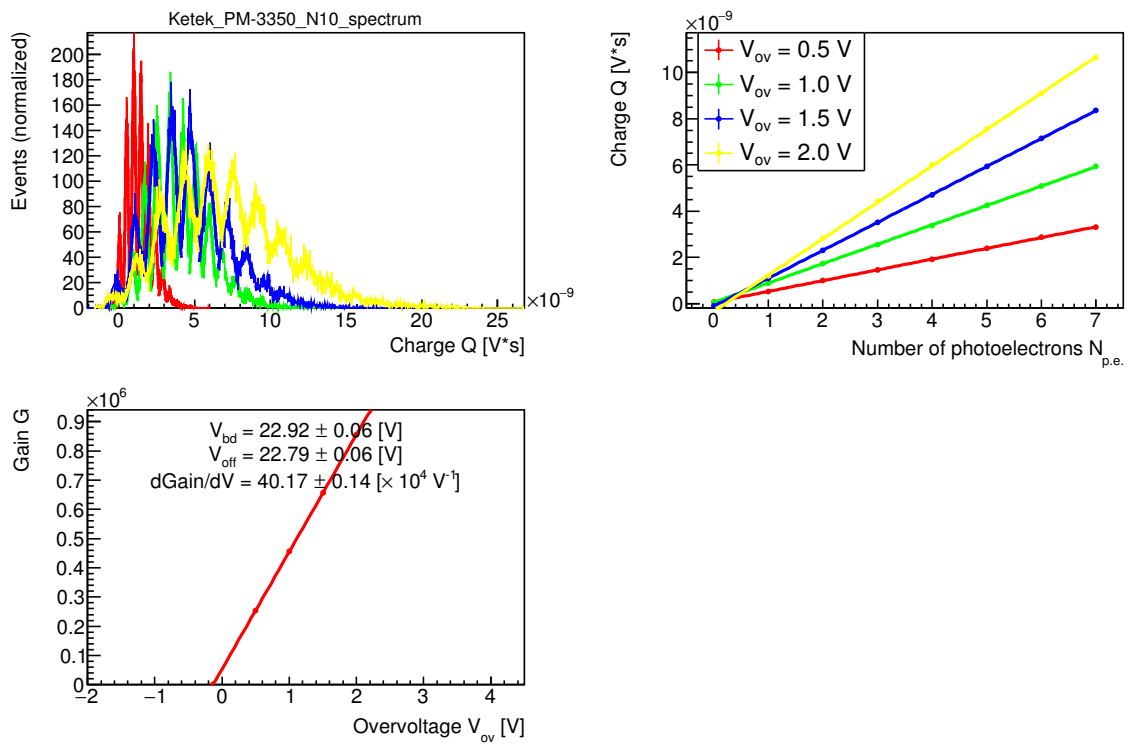 Ketek_PM-3350_N10_spectrum
Events (normalized)
220
200
180
160
140
120
100
80
60
40
20
0
0 5 10 15 20 25
×10⁻⁹
Charge Q [V*s]
×10⁻⁹
Charge Q [V*s]
10
8
6
4
2
0
V_ov = 0.5 V
V_ov = 1.0 V
V_ov = 1.5 V
V_ov = 2.0 V
0 1 2 3 4 5 6 7
Number of photoelectrons N_p.e.
×10⁶
Gain G
0.9
0.8
0.7
0.6
0.5
0.4
0.3
0.2
0.1
0
V_bd = 22.92 ± 0.06 [V]
V_off = 22.79 ± 0.06 [V]
dGain/dV = 40.17 ± 0.14 [× 10⁴ V⁻¹]
−2 −1 0 1 2 3 4
Overvoltage V_ov [V]